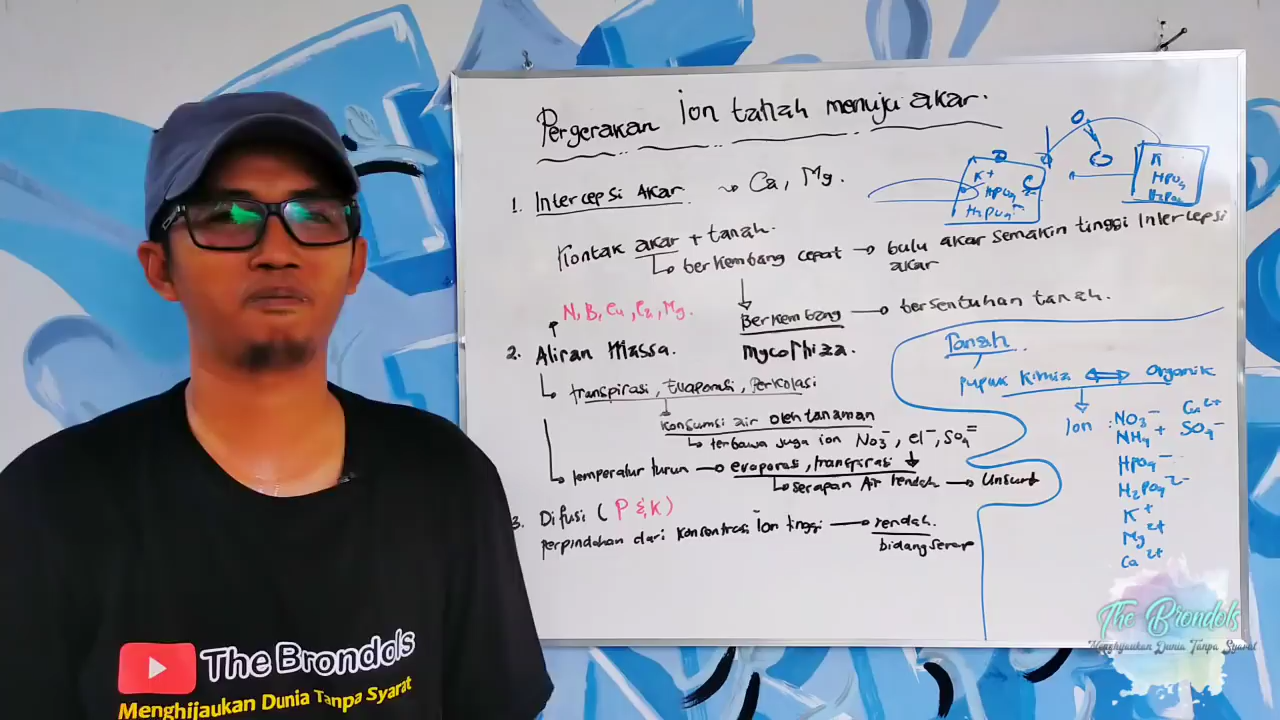 Pergerakan ion tanah menuju akar.
1. Intercepsi Akar ~> Ca, Mg.
K+
HPO4 2-
H2PO4 -
K
HPO4
H2PO4
Kontak akar + tanah.
berkembang cepat → bulu akar semakin tinggi Intercepsi
akar
Berkembang → bersentuhan tanah.
Mycorhiza.
N, B, Cu, Ca, Mg.
2. Aliran Massa.
transpirasi, Evaporasi, Perkolasi
Konsumsi air oleh tanaman
terbawa juga ion NO3-, Cl-, SO4=
temperatur turun → evaporasi, transpirasi ↓
serapan Air rendah → Unsur
3. Difusi (P & K)
perpindahan dari Konsentrasi Ion tinggi → rendah.
bidang serap
Tanah
pupuk Kimia ⇔ Organik
Ion : NO3- Ca2+
NH4+ SO4-
HPO4-
H2PO4 2-
K+
Mg2+
Ca2+
The Brondols
Menghijaukan Dunia Tanpa Syarat
The Brondols
Menghijaukan Dunia Tanpa Syarat